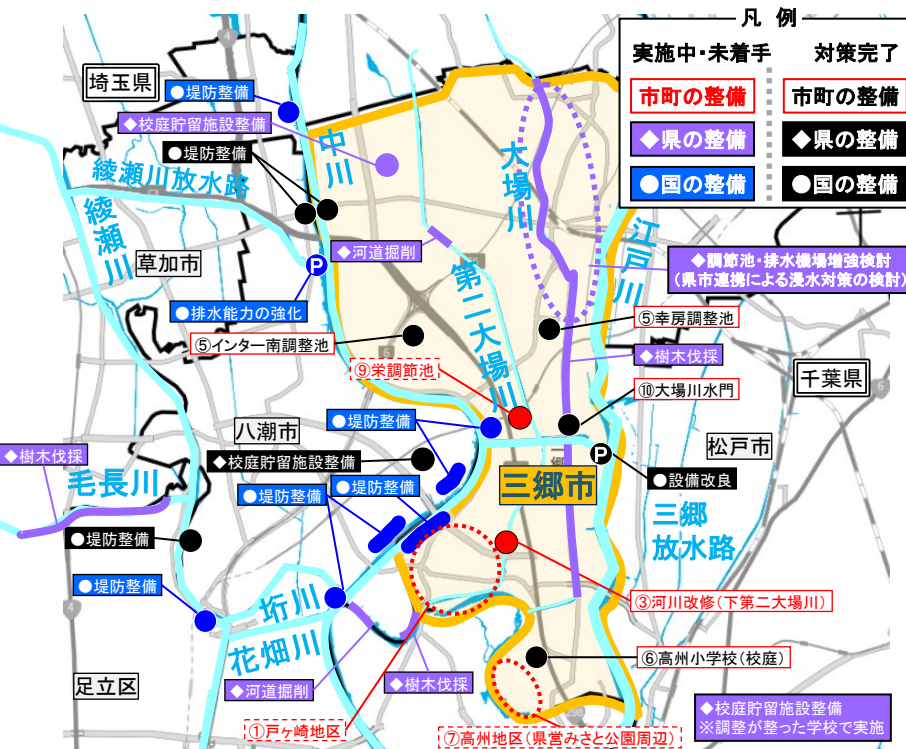 凡 例
実施中・未着手
対策完了
市町の整備
市町の整備
◆県の整備
◆県の整備
●国の整備
●国の整備
埼玉県
●堤防整備
◆校庭貯留施設整備
●堤防整備
中川
綾瀬川放水路
綾瀬川
大場川
江戸川
草加市
◆河道掘削
第二大場川
◆調節池・排水機場増強検討
(県市連携による浸水対策の検討)
P
●排水能力の強化
⑤インター南調整池
⑤幸房調整池
◆樹木伐採
⑨栄調節池
千葉県
⑩大場川水門
八潮市
●堤防整備
松戸市
◆樹木伐採
◆校庭貯留施設整備
P
●設備改良
毛長川
●堤防整備
●堤防整備
三郷市
三郷
放水路
●堤防整備
●堤防整備
垳川
③河川改修(下第二大場川)
花畑川
⑥高州小学校(校庭)
足立区
◆河道掘削
◆樹木伐採
①戸ヶ崎地区
⑦高州地区(県営みさと公園周辺)
◆校庭貯留施設整備
※調整が整った学校で実施
4
6
6
4
298